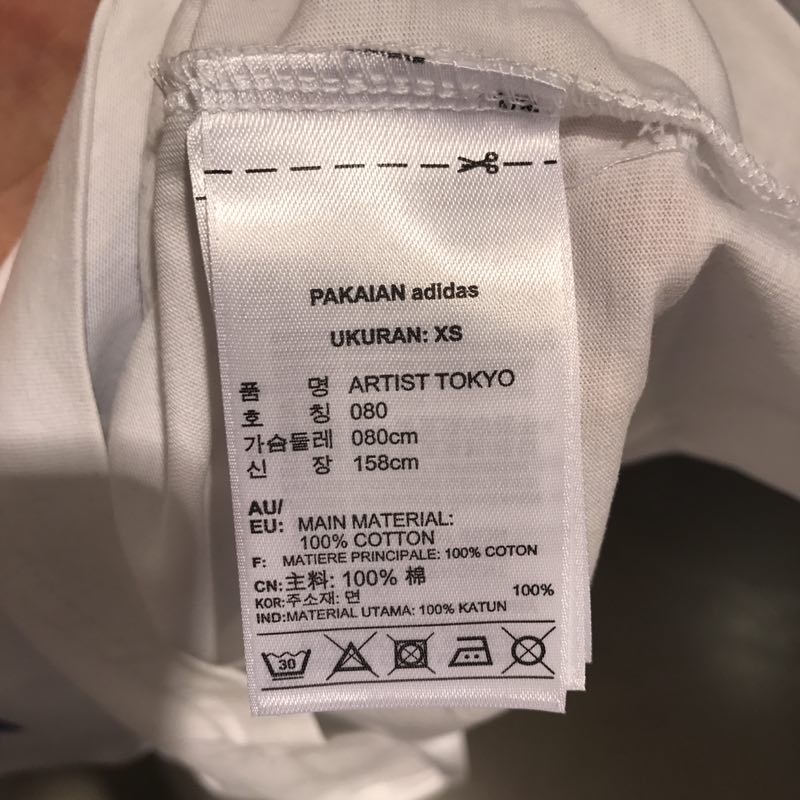 PAKAIAN adidas
UKURAN: XS
품 명 ARTIST TOKYO
호 칭 080
가슴둘레 080cm
신 장 158cm
AU/
EU: MAIN MATERIAL:
100% COTTON
F: MATIERE PRINCIPALE: 100% COTON
CN:主料: 100% 棉
KOR:주소재: 면 100%
IND:MATERIAL UTAMA: 100% KATUN
30